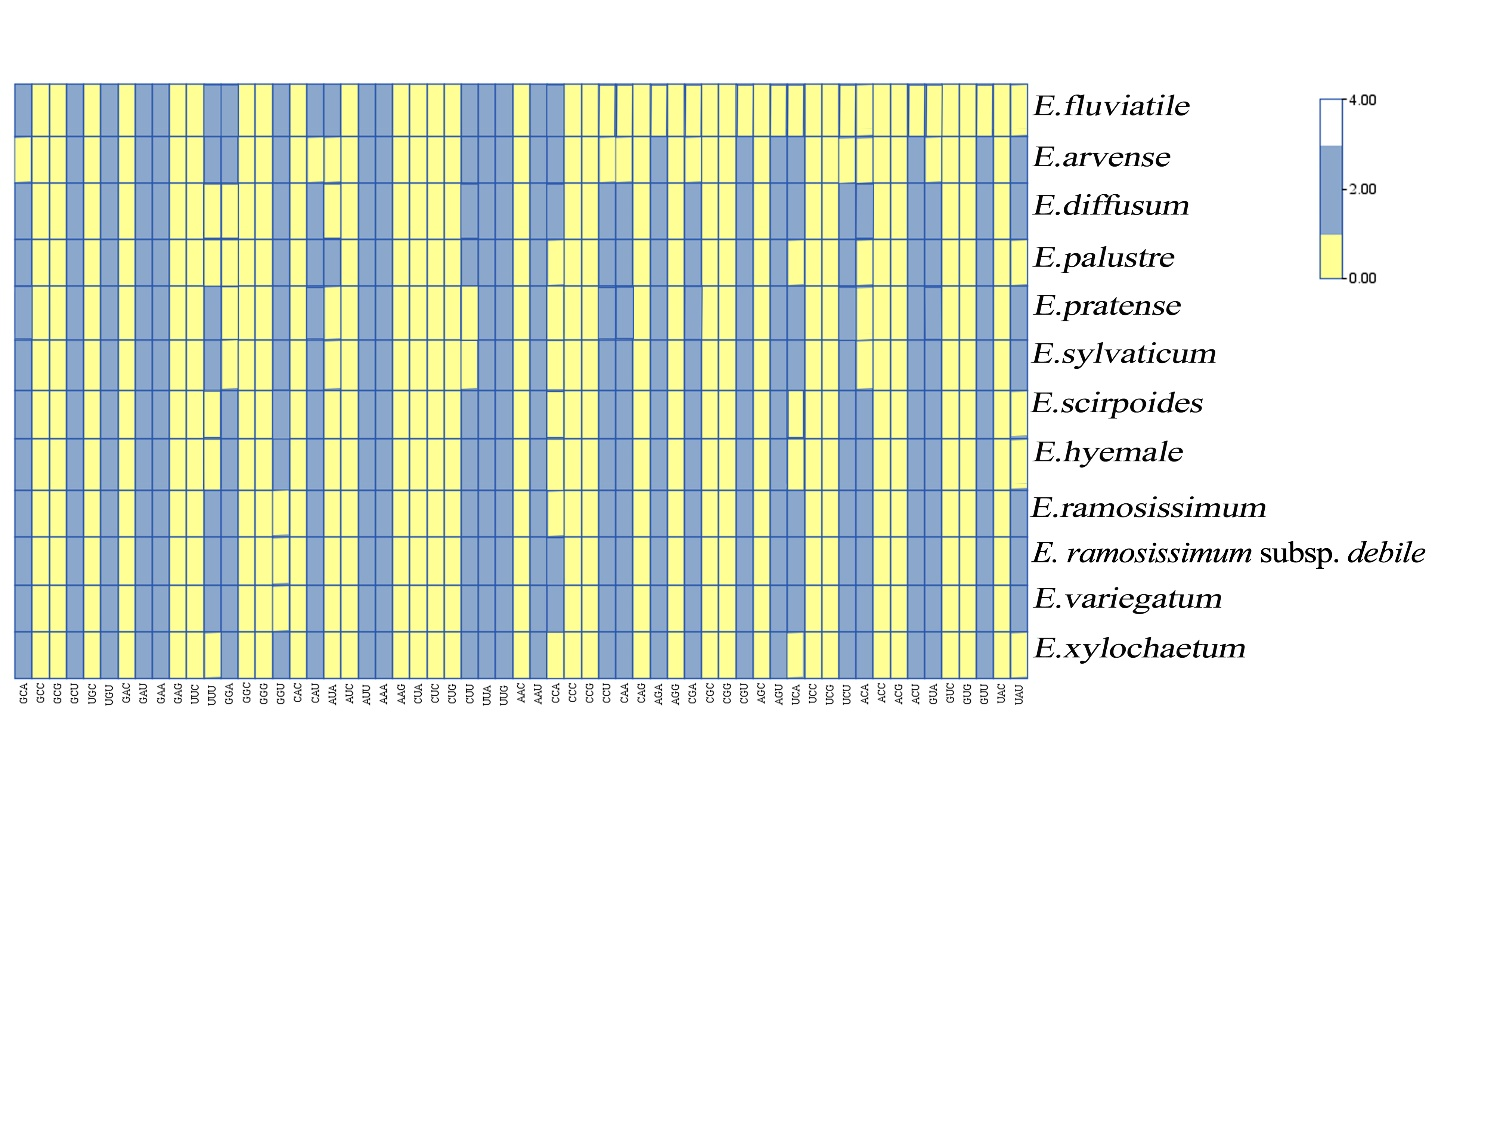 E.fluviatile
E.arvense
E.diffusum
E.palustre
E.pratense
E.sylvaticum
E.scirpoides
E.hyemale
E.ramosissimum
E. ramosissimum subsp. debile
E.variegatum
E.xylochaetum
4.00
2.00
0.00
GCA GCC GCG GCU UGC UGU GAC GAU GAA GAG UUC UUU GGA GGC GGG GGU CAC CAU AUA AUC AUU AAA AAG CUA CUC CUG CUU UUA UUG AAC AAU CCA CCC CCG CCU CAA CAG AGA AGG CGA CGC CGG CGU AGC AGU UCA UCC UCG UCU ACA ACC ACG ACU GUA GUC GUG GUU UAC UAU